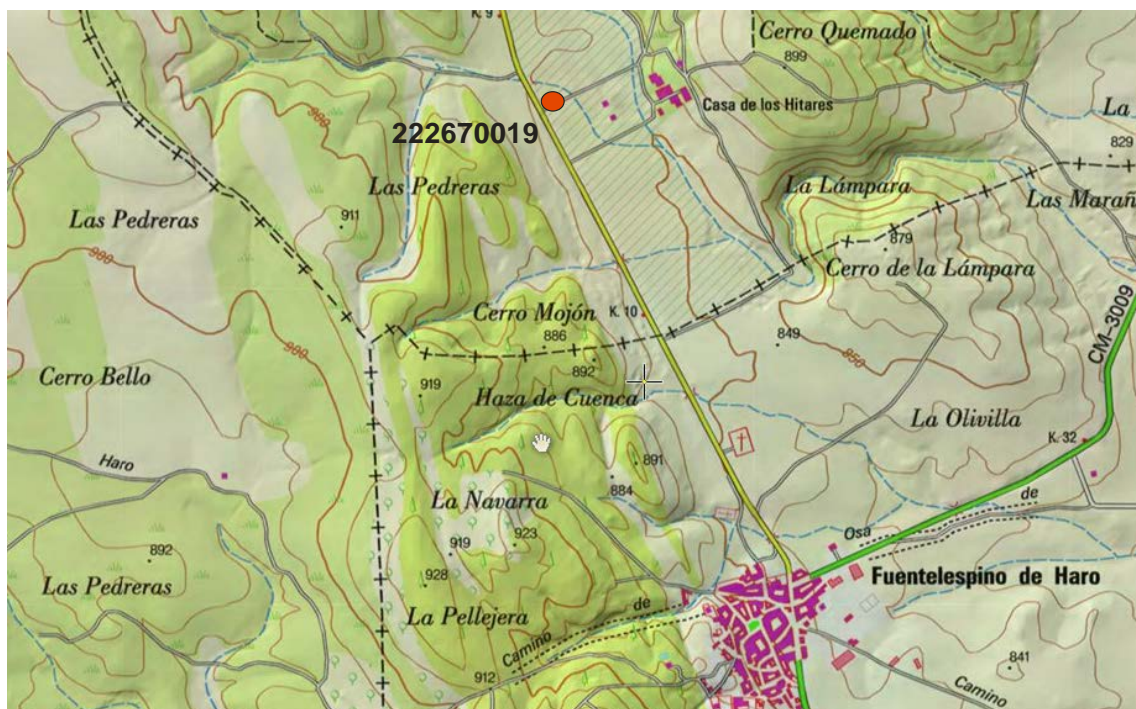 K. 9
Cerro Quemado
899
Casa de los Hitares
La
900
222670019
829
Las Pedreras
La Lámpara
Las Marañ
Las Pedreras
911
879
900
Cerro de la Lámpara
Cerro Mojón
K. 10
CM-3009
886
849
900
892
850
Cerro Bello
919
Haza de Cuenca
La Olivilla
K. 32
Haro
891
884
La Navarra
de
Osa
892
919
923
Las Pedreras
928
Fuentelespino de Haro
La Pellejera
de
Camino
912
841
Camino